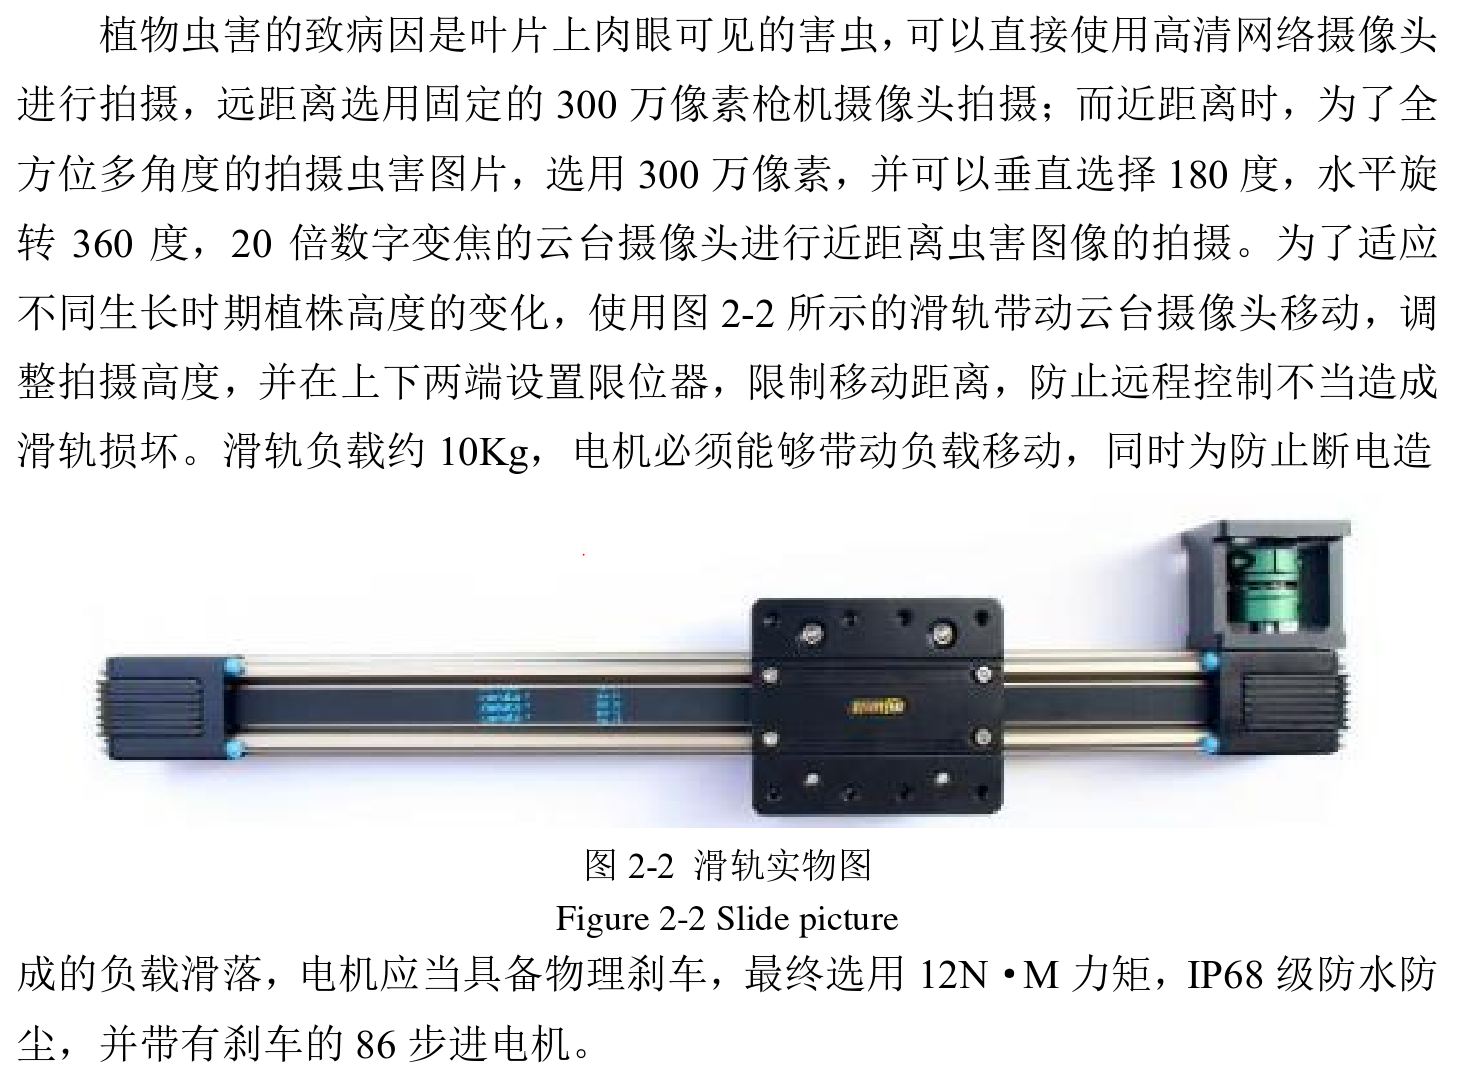 植物虫害的致病因是叶片上肉眼可见的害虫，可以直接使用高清网络摄像头
进行拍摄，远距离选用固定的 300 万像素枪机摄像头拍摄；而近距离时，为了全
方位多角度的拍摄虫害图片，选用 300 万像素，并可以垂直选择 180 度，水平旋
转 360 度，20 倍数字变焦的云台摄像头进行近距离虫害图像的拍摄。为了适应
不同生长时期植株高度的变化，使用图 2-2 所示的滑轨带动云台摄像头移动，调
整拍摄高度，并在上下两端设置限位器，限制移动距离，防止远程控制不当造成
滑轨损坏。滑轨负载约 10Kg，电机必须能够带动负载移动，同时为防止断电造
图 2-2 滑轨实物图
Figure 2-2 Slide picture
成的负载滑落，电机应当具备物理刹车，最终选用 12N•M 力矩，IP68 级防水防
尘，并带有刹车的 86 步进电机。